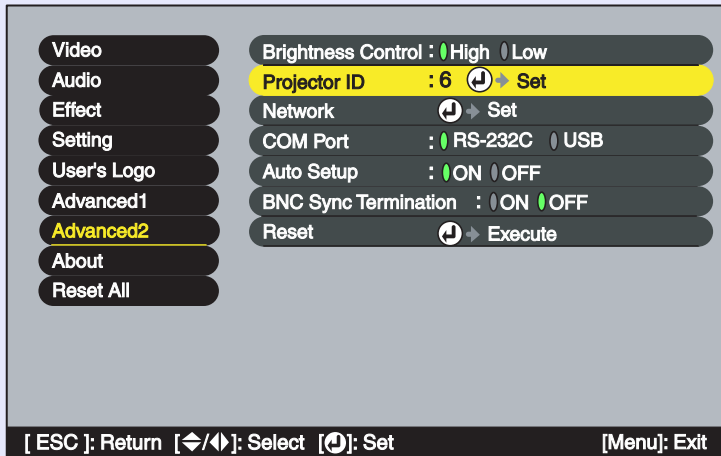 Video
Audio
Effect
Setting
User's Logo
Advanced1
Advanced2
About
Reset All
Brightness Control : High Low
Projector ID : 6 Set
Network Set
COM Port : RS-232C USB
Auto Setup : ON OFF
BNC Sync Termination : ON OFF
Reset Execute
[ ESC ]: Return [/]: Select []: Set [Menu]: Exit